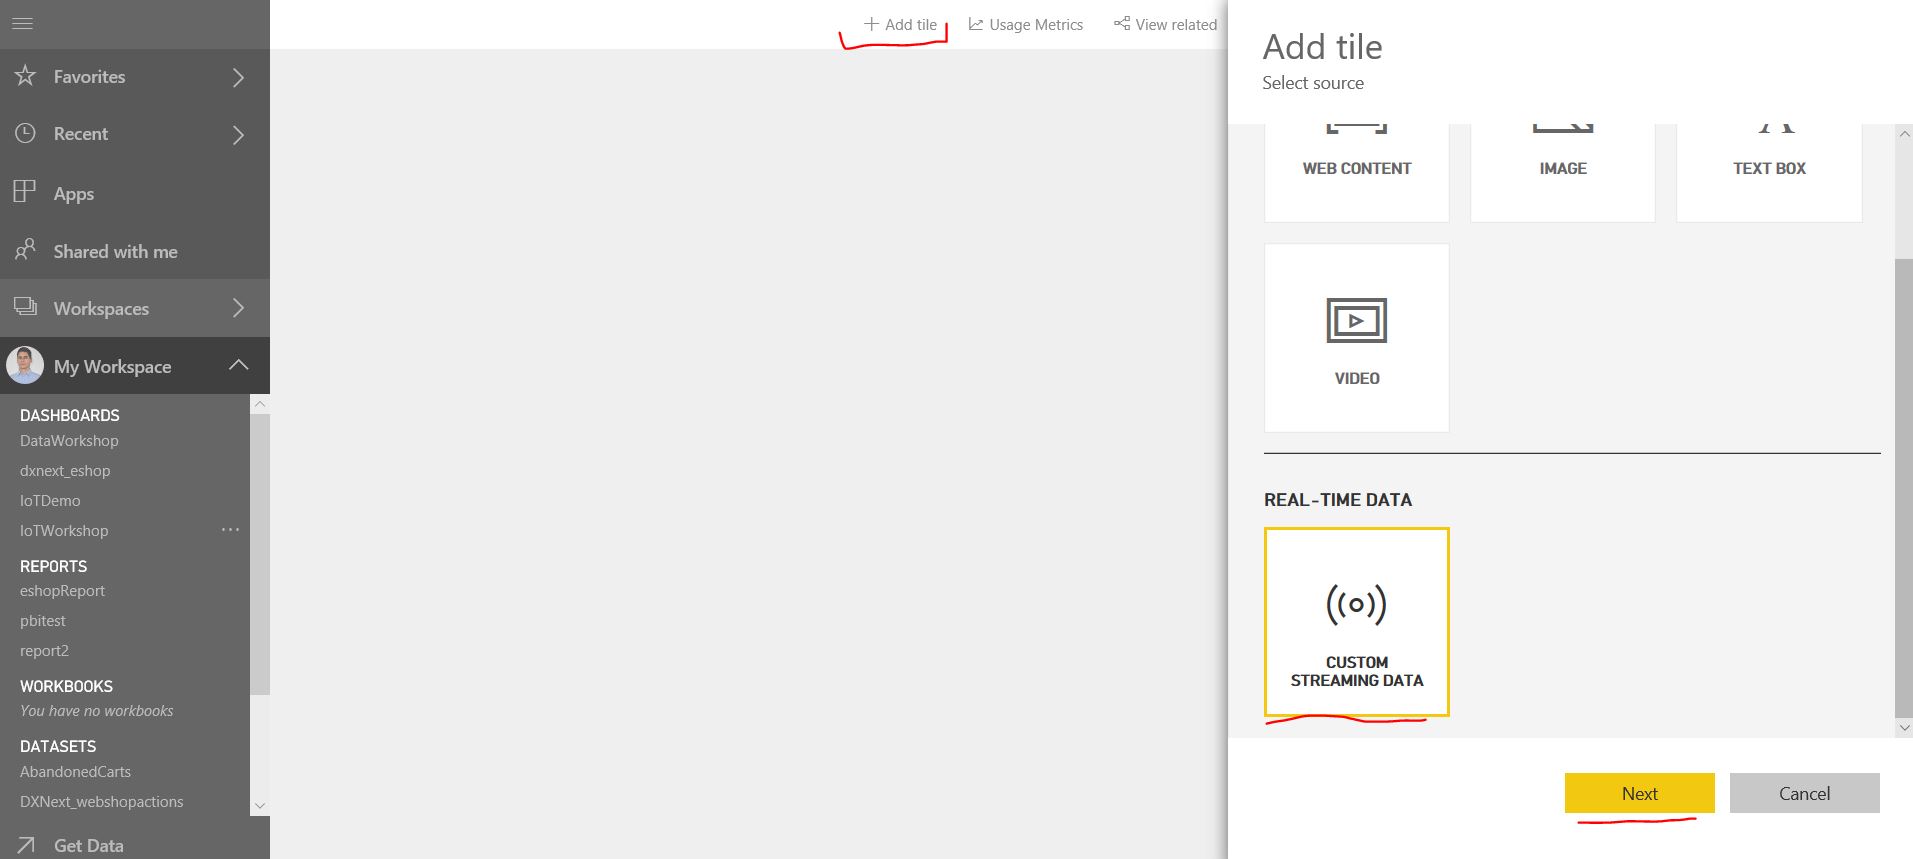 Add tile
Usage Metrics
View related
Favorites
Recent
Apps
Shared with me
Workspaces
My Workspace
DASHBOARDS
DataWorkshop
dxnext_eshop
IoTDemo
IoTWorkshop
REPORTS
eshopReport
pbitest
report2
WORKBOOKS
You have no workbooks
DATASETS
AbandonedCarts
DXNext_webshopactions
Get Data
Add tile
Select source
WEB CONTENT
IMAGE
TEXT BOX
VIDEO
REAL-TIME DATA
CUSTOM
STREAMING DATA
Next
Cancel